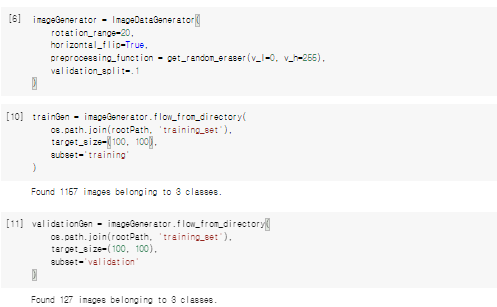 [6] imageGenerator = ImageDataGenerator(
rotation_range=20,
horizontal_flip=True,
preprocessing_function = get_random_eraser(v_l=0, v_h=255),
validation_split=.1
)
[10] trainGen = imageGenerator.flow_from_directory(
os.path.join(rootPath, 'training_set'),
target_size=(100, 100),
subset='training'
)
Found 1167 images belonging to 3 classes.
[11] validationGen = imageGenerator.flow_from_directory(
os.path.join(rootPath, 'training_set'),
target_size=(100, 100),
subset='validation'
)
Found 127 images belonging to 3 classes.